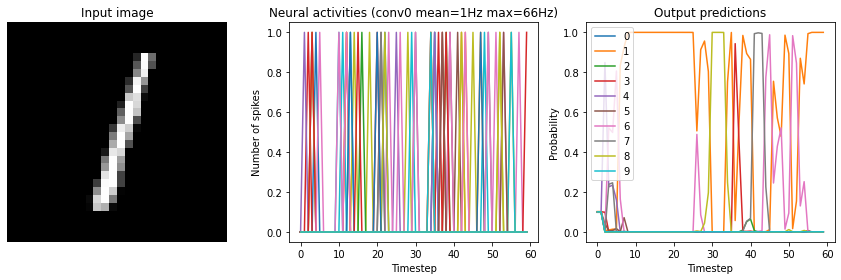 Input image
Neural activities (conv0 mean=1Hz max=66Hz)
Output predictions
Number of spikes
1.0
0.8
0.6
0.4
0.2
0.0
0 10 20 30 40 50 60
Timestep
Probability
1.0
0.8
0.6
0.4
0.2
0.0
0
1
2
3
4
5
6
7
8
9
0 10 20 30 40 50 60
Timestep